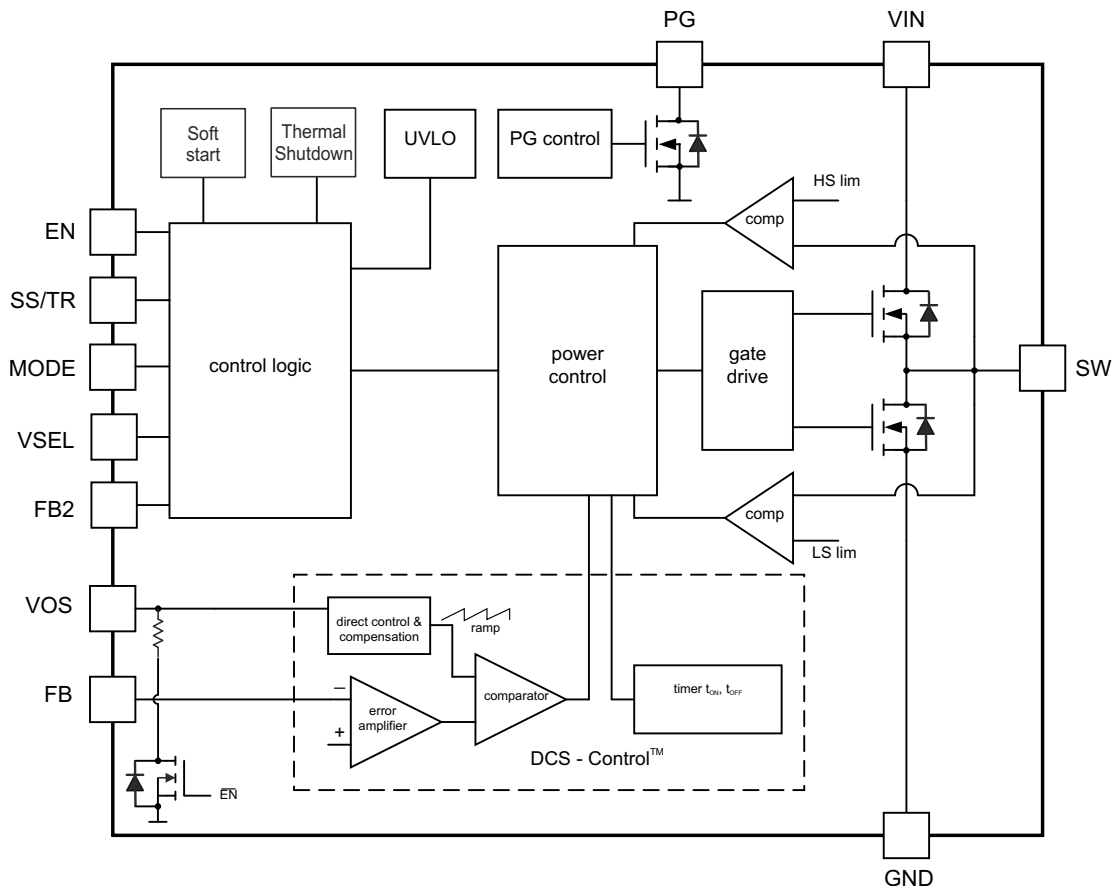 PG
VIN
Soft
start
Thermal
Shutdown
UVLO
PG control
HS lim
comp
EN
SS/TR
MODE
VSEL
FB2
control logic
power
control
gate
drive
SW
comp
LS lim
VOS
direct control &
compensation
ramp
FB
–
+
error
amplifier
comparator
timer tON, tOFF
DCS - Control™
EN
GND